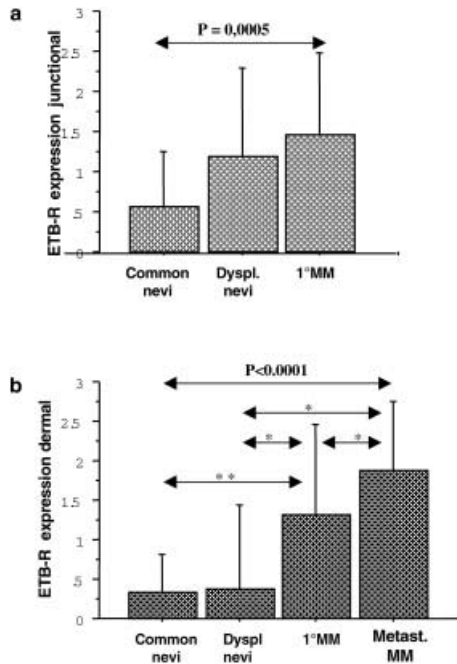 a
P = 0,0005
ETB-R expression junctional
3
2.5
2
1.5
1
.5
0
Common nevi
Dyspl. nevi
1°MM
b
P<0.0001
*
* *
* *
ETB-R expression dermal
3
2.5
2
1.5
1
.5
0
Common nevi
Dyspl nevi
1°MM
Metast. MM